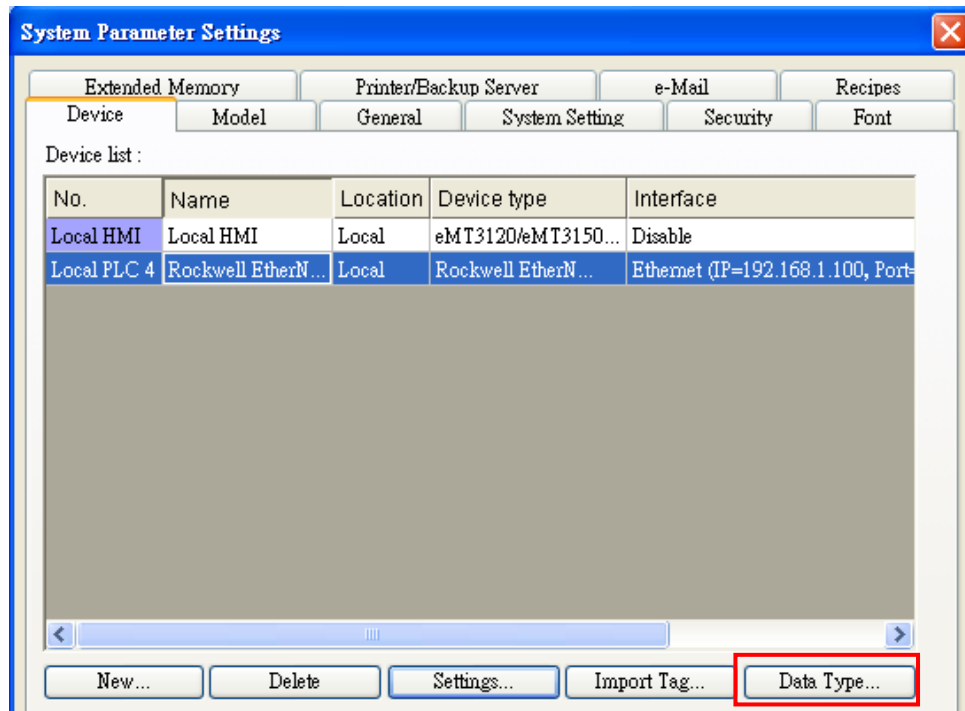 System Parameter Settings
Extended Memory Printer/Backup Server e-Mail Recipes
Device Model General System Setting Security Font
Device list :
No. Name Location Device type Interface
Local HMI Local HMI Local eMT3120/eMT3150... Disable
Local PLC 4 Rockwell EtherN... Local Rockwell EtherN... Ethernet (IP=192.168.1.100, Port=
New... Delete Settings... Import Tag... Data Type...